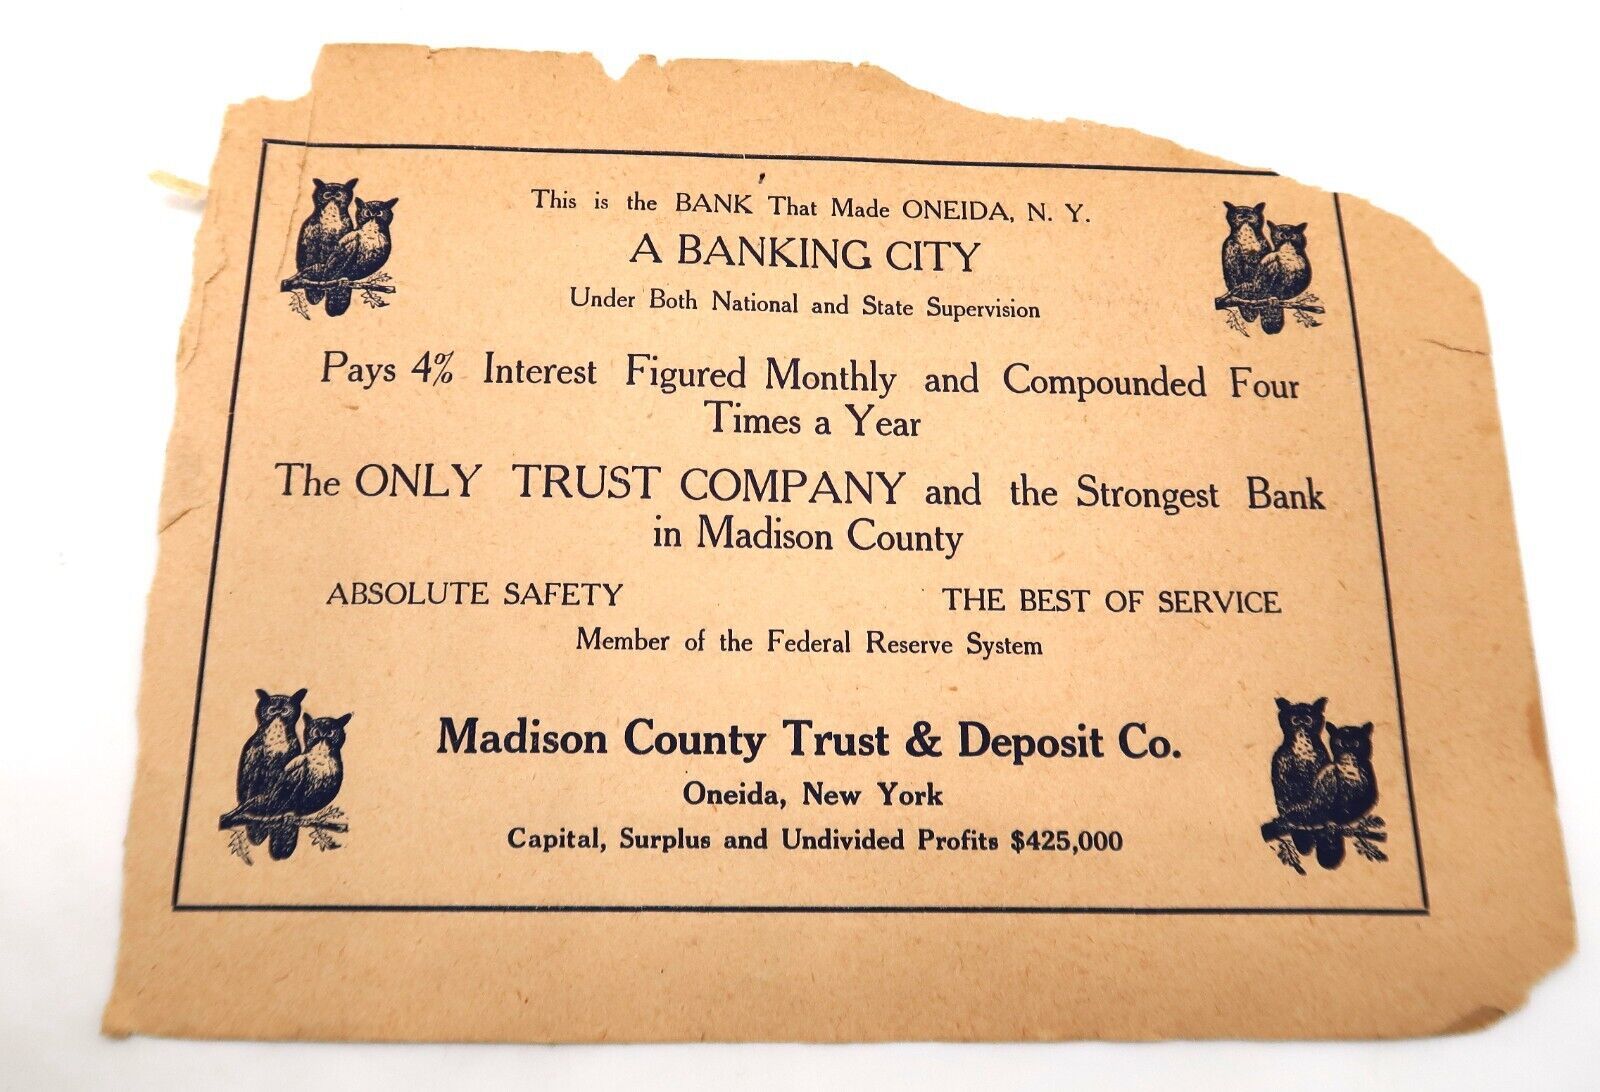 This is the BANK That Made ONEIDA, N. Y.
A BANKING CITY
Under Both National and State Supervision
Pays 4% Interest Figured Monthly and Compounded Four
Times a Year
The ONLY TRUST COMPANY and the Strongest Bank
in Madison County
ABSOLUTE SAFETY THE BEST OF SERVICE
Member of the Federal Reserve System
Madison County Trust & Deposit Co.
Oneida, New York
Capital, Surplus and Undivided Profits $425,000